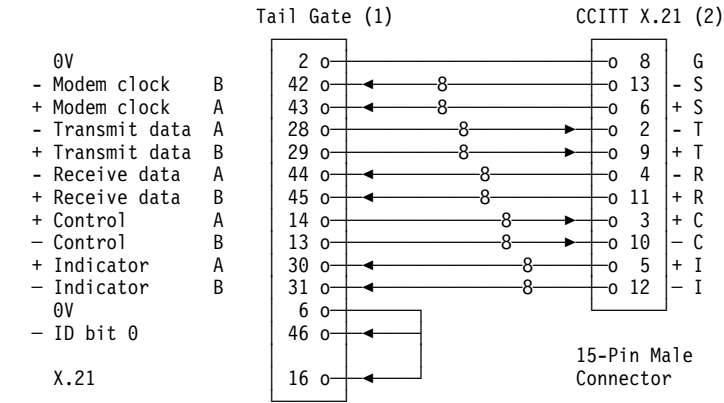 Tail Gate (1) CCITT X.21 (2)
0V 2 o o 8 G
- Modem clock B 42 o 8 o 13 - S
+ Modem clock A 43 o 8 o 6 + S
- Transmit data A 28 o 8 o 2 - T
+ Transmit data B 29 o 8 o 9 + T
- Receive data A 44 o 8 o 4 - R
+ Receive data B 45 o 8 o 11 + R
+ Control A 14 o 8 o 3 + C
— Control B 13 o 8 o 10 — C
+ Indicator A 30 o 8 o 5 + I
— Indicator B 31 o 8 o 12 — I
0V 6 o
— ID bit 0 46 o
15-Pin Male
X.21 16 o Connector